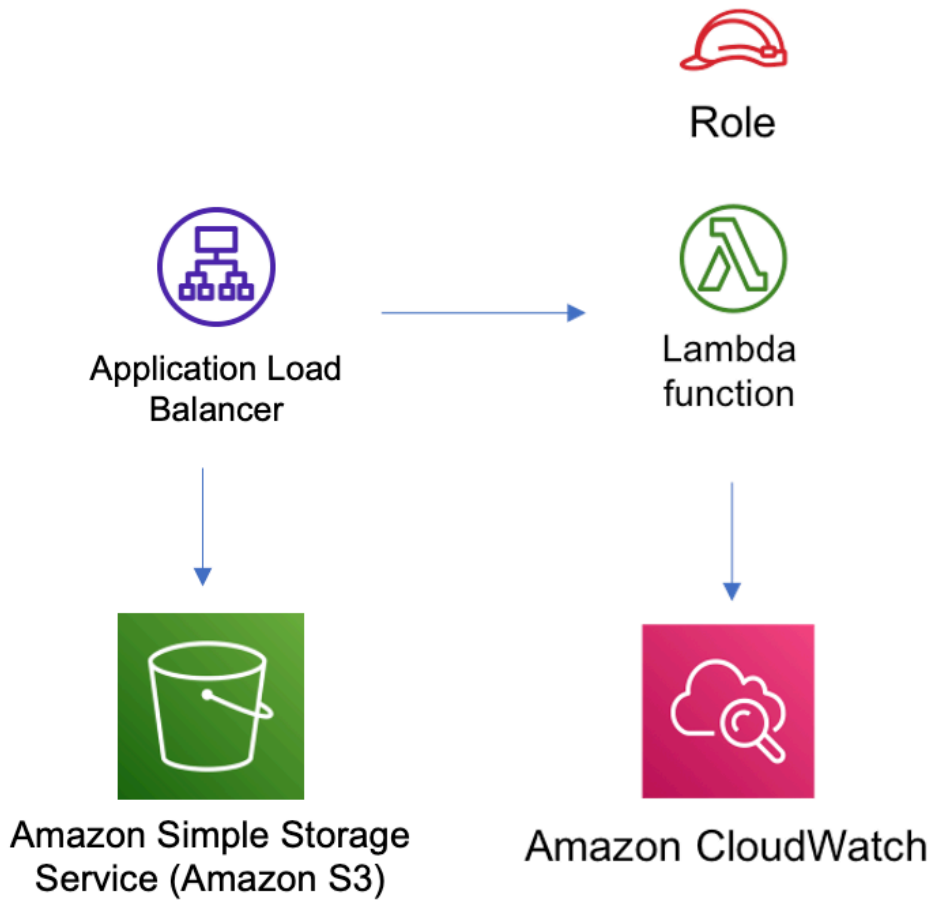 Role
Application Load
Balancer
Lambda
function
Amazon Simple Storage
Service (Amazon S3)
Amazon CloudWatch